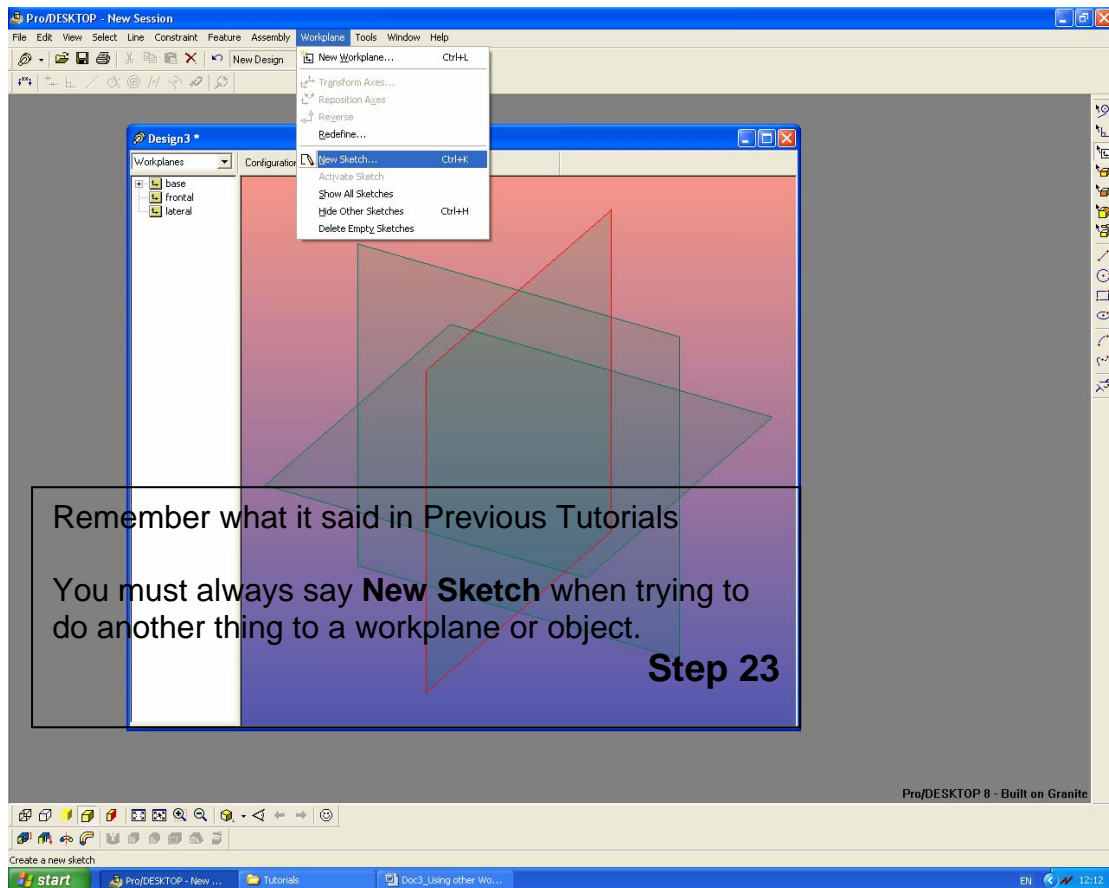 Pro/DESKTOP - New Session
File Edit View Select Line Constraint Feature Assembly Workplane Tools Window Help
New Design
New Workplane... Ctrl+L
Transform Axes...
Reposition Axes
Reverse
Redefine...
New Sketch... Ctrl+K
Activate Sketch
Show All Sketches
Hide Other Sketches Ctrl+H
Delete Empty Sketches
Design3 *
Workplanes Configuration
base
frontal
lateral
Remember what it said in Previous Tutorials
You must always say New Sketch when trying to
do another thing to a workplane or object.
Step 23
Pro/DESKTOP 8 - Built on Granite
Create a new sketch
start Pro/DESKTOP - New ... Tutorials Doc3_Using other Wo... EN 12:12